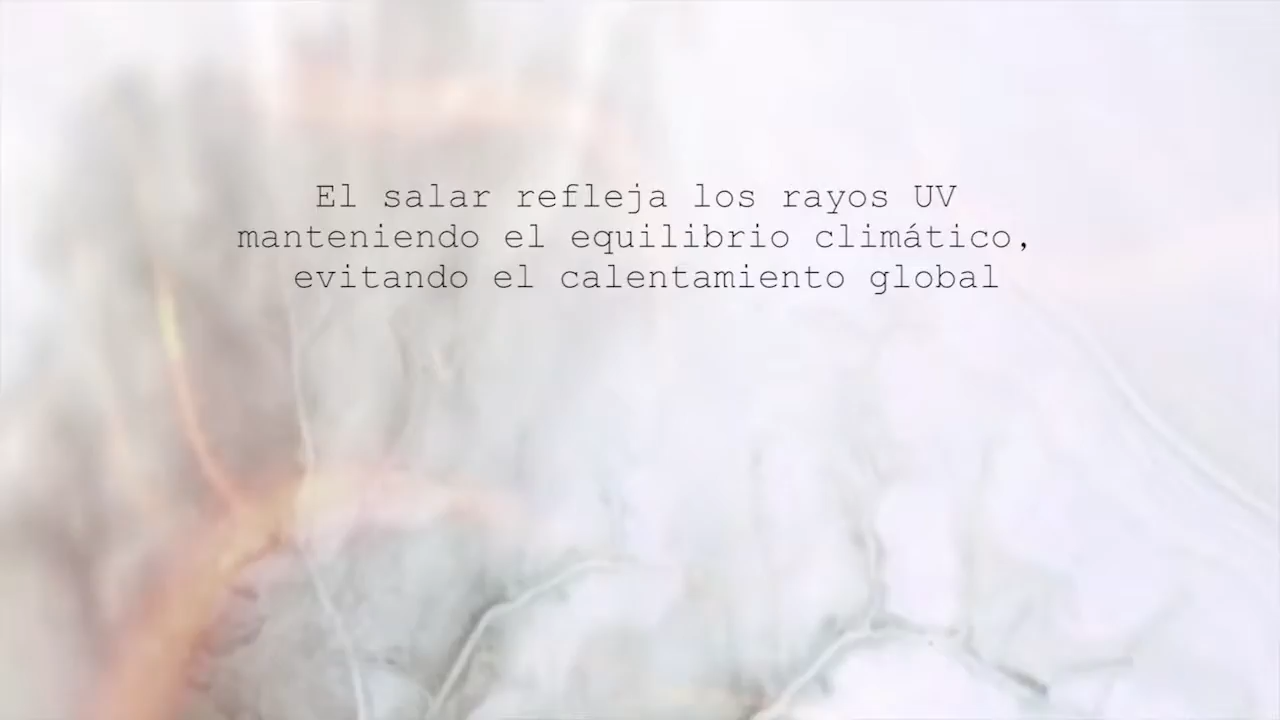 El salar refleja los rayos UV
manteniendo el equilibrio climático,
evitando el calentamiento global